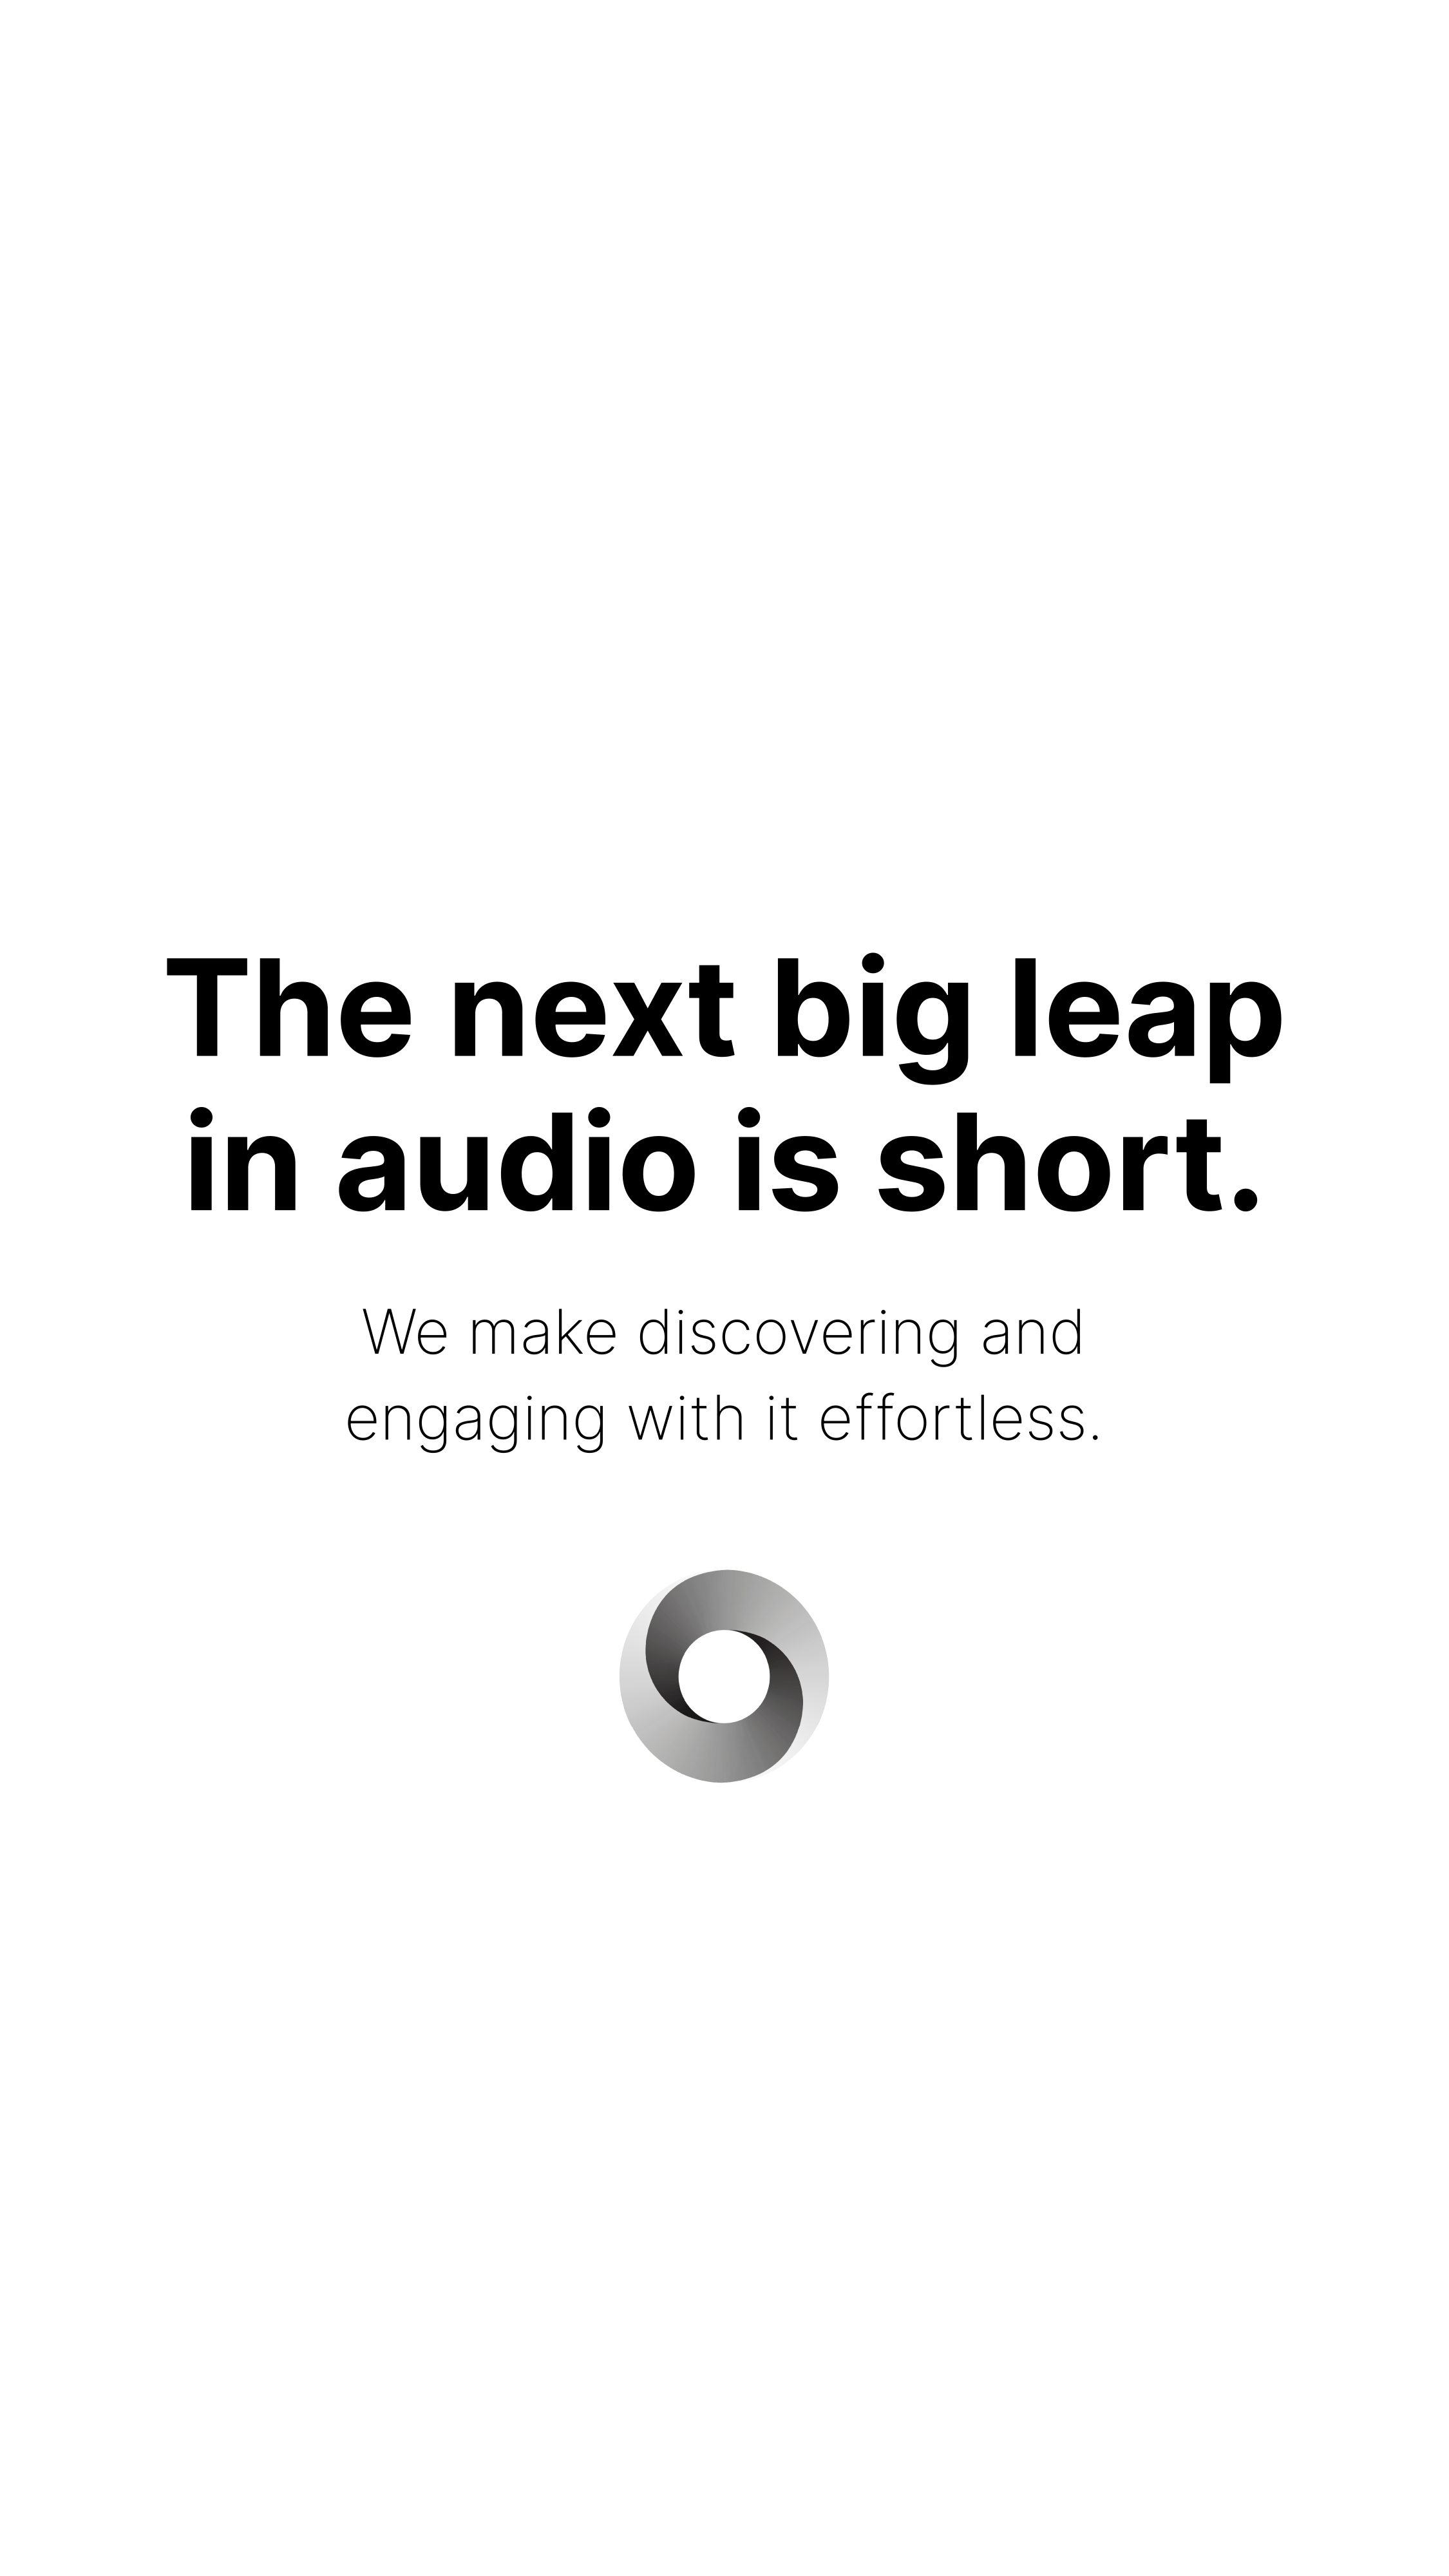 The next big leap
in audio is short.
We make discovering and
engaging with it effortless.